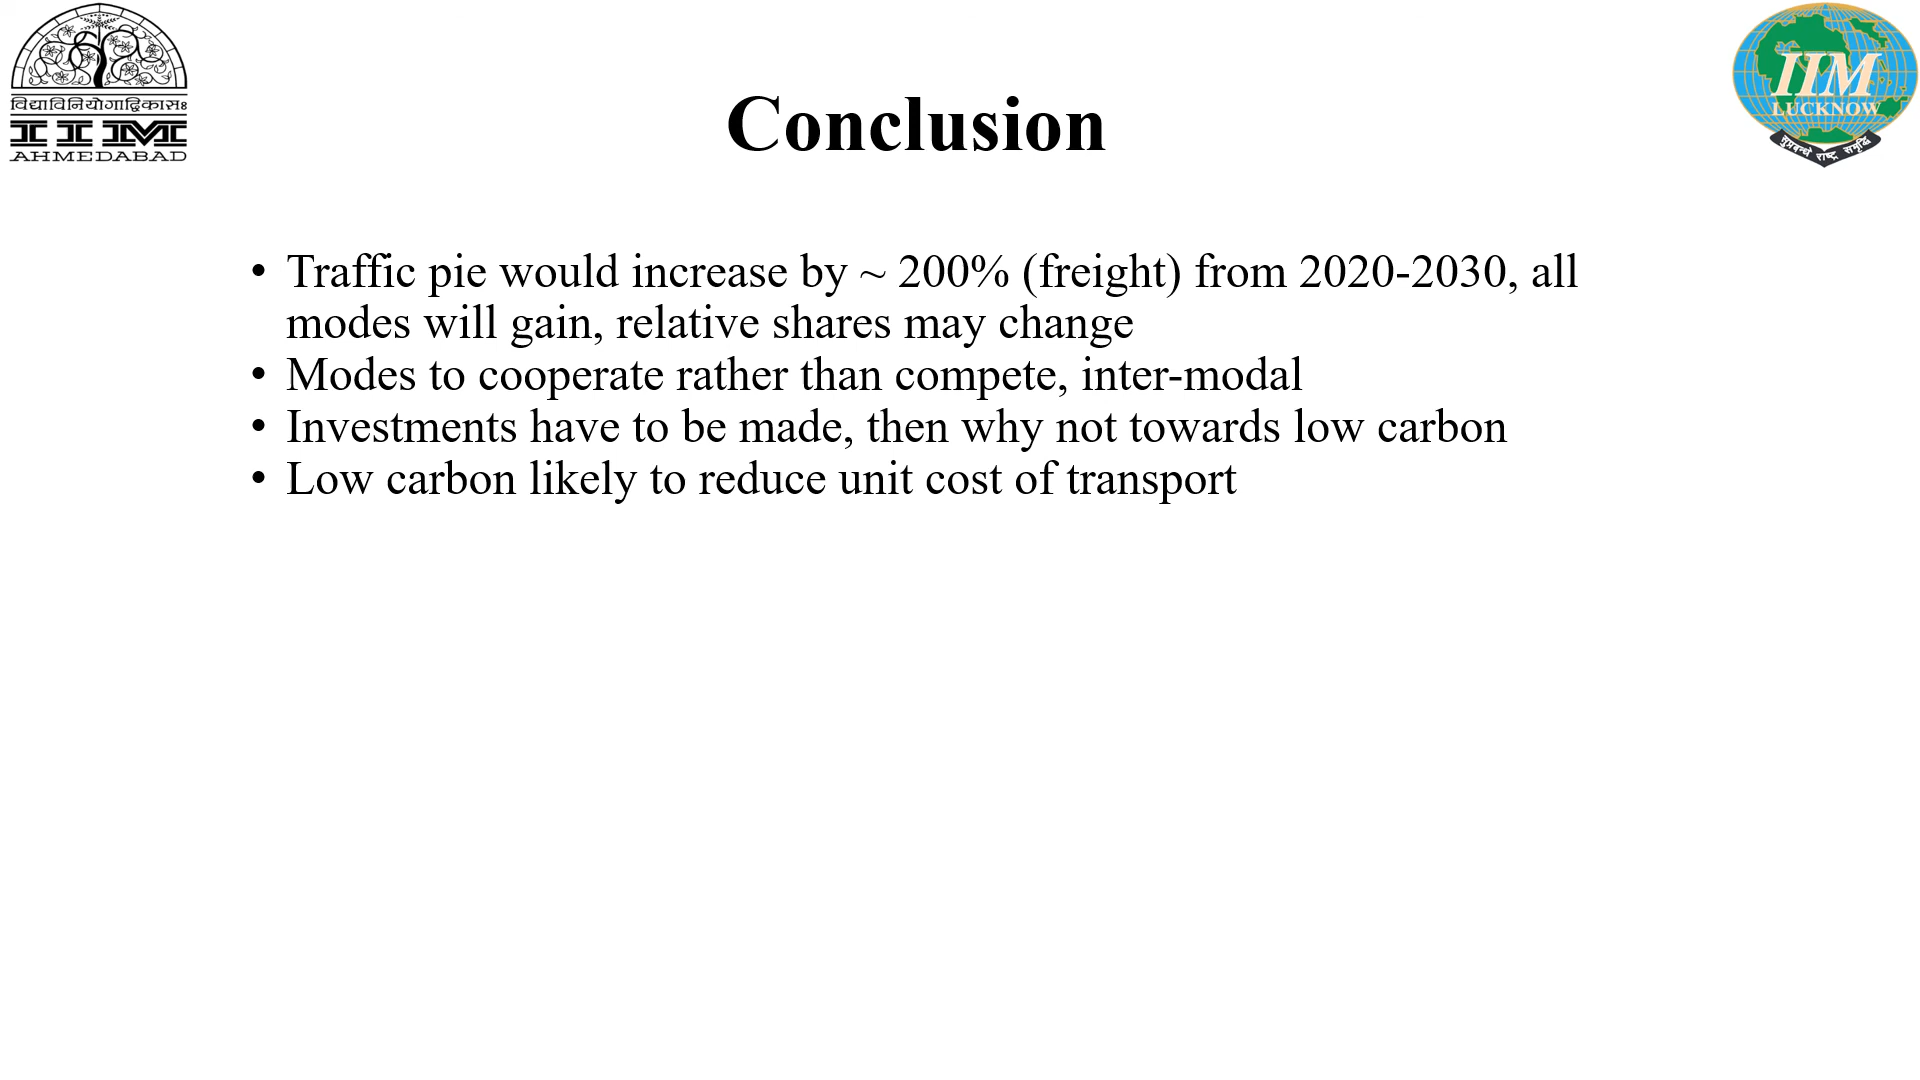 विद्याविनियोगाद्विकासः
IIM
AHMEDABAD
Conclusion
IIM
LUCKNOW
सुप्रबन्धे राष्ट्र समृद्धि
• Traffic pie would increase by ~ 200% (freight) from 2020-2030, all
modes will gain, relative shares may change
• Modes to cooperate rather than compete, inter-modal
• Investments have to be made, then why not towards low carbon
• Low carbon likely to reduce unit cost of transport